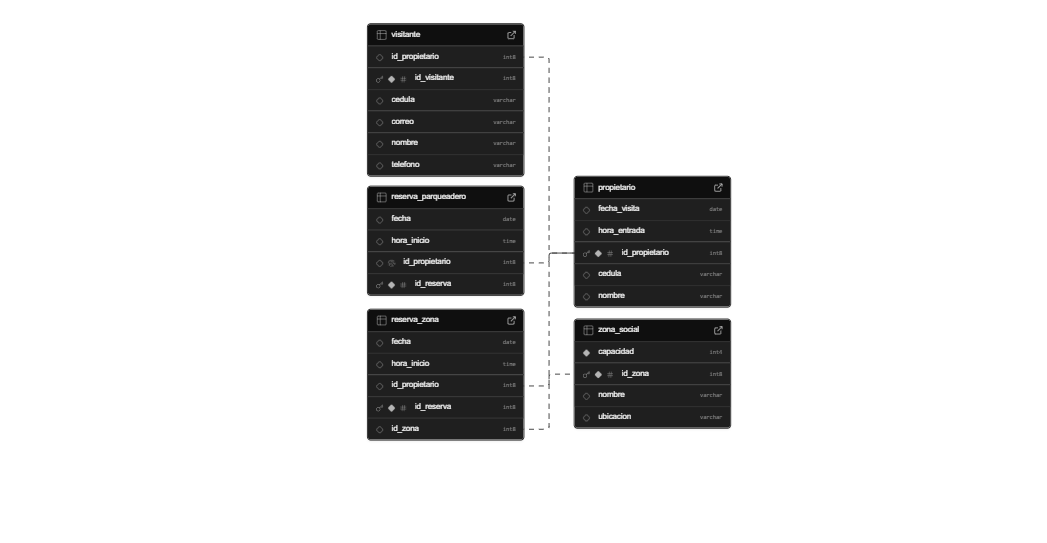 visitante
id_propietario int8
id_visitante int8
cedula varchar
correo varchar
nombre varchar
telefono varchar
reserva_parqueadero
fecha date
hora_inicio time
id_propietario int8
id_reserva int8
reserva_zona
fecha date
hora_inicio time
id_propietario int8
id_reserva int8
id_zona int8
propietario
fecha_visita date
hora_entrada time
id_propietario int8
cedula varchar
nombre varchar
zona_social
capacidad int4
id_zona int8
nombre varchar
ubicacion varchar